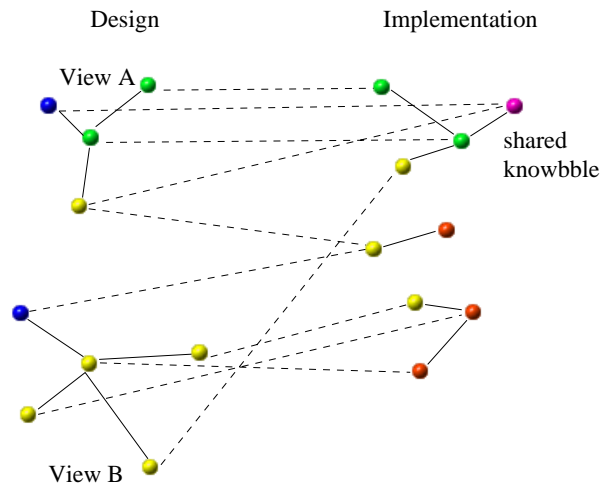 Design
Implementation
View A
shared
knowbble
View B